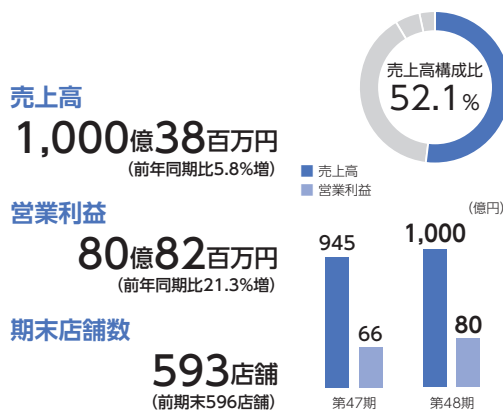 売上高
1,000億38百万円
(前年同期比5.8%増)
営業利益
80億82百万円
(前年同期比21.3%増)
期末店舗数
593店舗
(前期末596店舗)
売上高構成比
52.1%
売上高
営業利益
(億円)
945
66
1,000
80
第47期
第48期